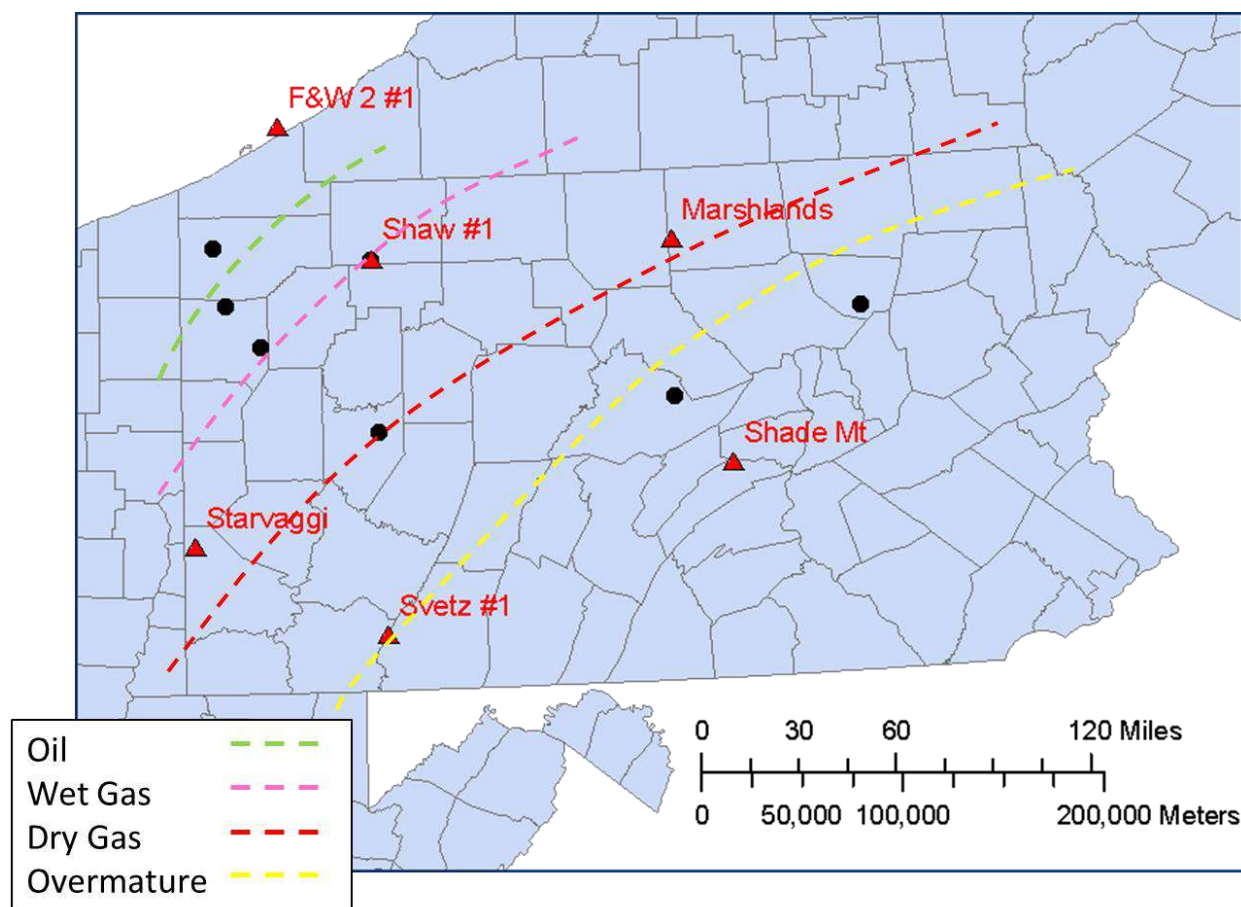 F&W 2 #1
Shaw #1
Marshlands
Shade Mt
Starvaggi
Svetz #1
0 30 60 120 Miles
0 50,000 100,000 200,000 Meters
Oil
Wet Gas
Dry Gas
Overmature